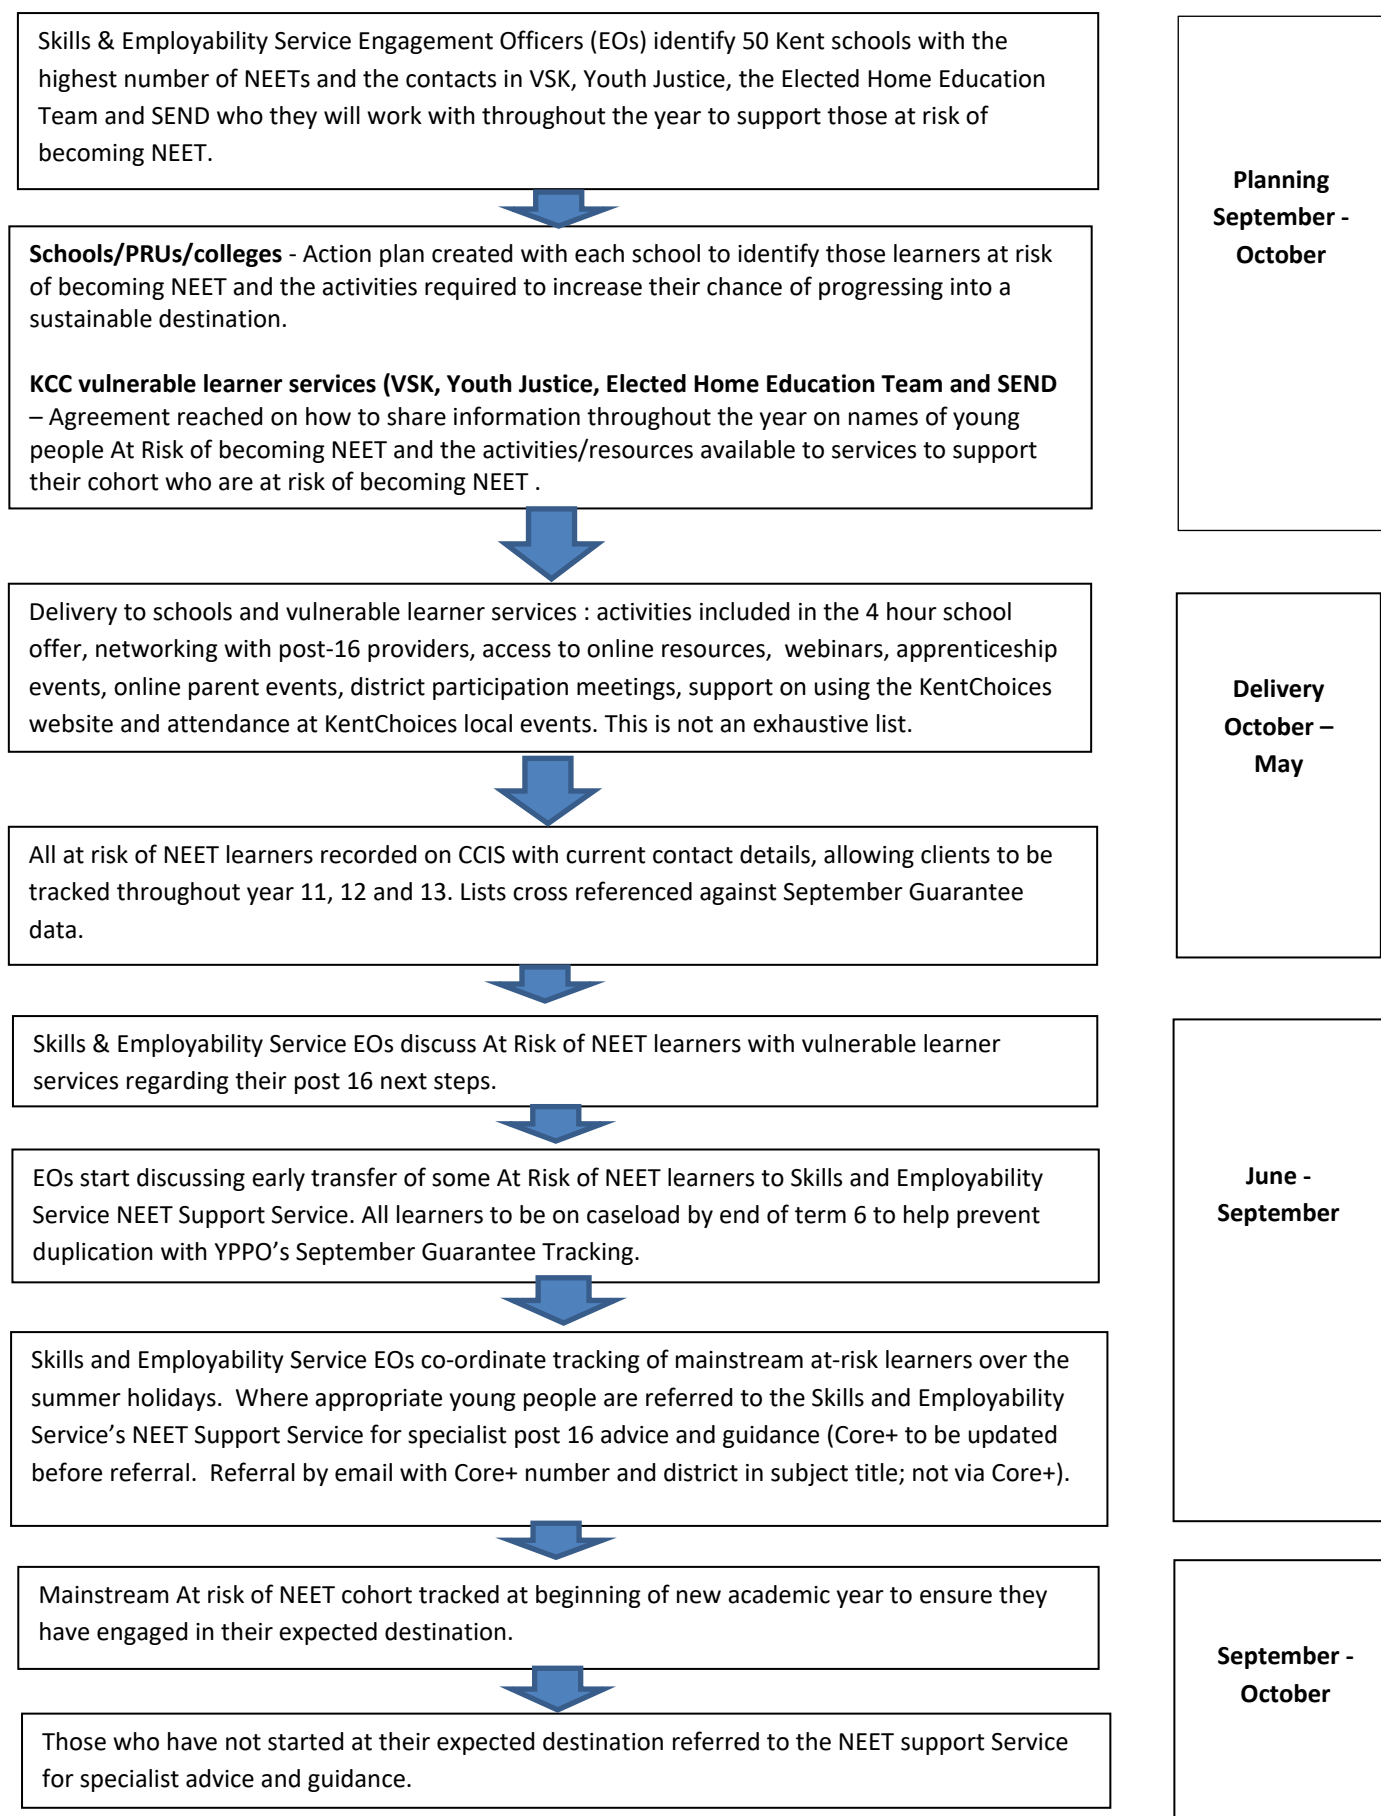 Skills & Employability Service Engagement Officers (EOs) identify 50 Kent schools with the
highest number of NEETs and the contacts in VSK, Youth Justice, the Elected Home Education
Team and SEND who they will work with throughout the year to support those at risk of
becoming NEET.
Planning
September -
October
Schools/PRUs/colleges - Action plan created with each school to identify those learners at risk
of becoming NEET and the activities required to increase their chance of progressing into a
sustainable destination.
KCC vulnerable learner services (VSK, Youth Justice, Elected Home Education Team and SEND
– Agreement reached on how to share information throughout the year on names of young
people At Risk of becoming NEET and the activities/resources available to services to support
their cohort who are at risk of becoming NEET .
Delivery to schools and vulnerable learner services : activities included in the 4 hour school
offer, networking with post-16 providers, access to online resources,  webinars, apprenticeship
events, online parent events, district participation meetings, support on using the KentChoices
website and attendance at KentChoices local events. This is not an exhaustive list.
Delivery
October –
May
All at risk of NEET learners recorded on CCIS with current contact details, allowing clients to be
tracked throughout year 11, 12 and 13. Lists cross referenced against September Guarantee
data.
Skills & Employability Service EOs discuss At Risk of NEET learners with vulnerable learner
services regarding their post 16 next steps.
EOs start discussing early transfer of some At Risk of NEET learners to Skills and Employability
Service NEET Support Service. All learners to be on caseload by end of term 6 to help prevent
duplication with YPPO's September Guarantee Tracking.
June -
September
Skills and Employability Service EOs co-ordinate tracking of mainstream at-risk learners over the
summer holidays.  Where appropriate young people are referred to the Skills and Employability
Service's NEET Support Service for specialist post 16 advice and guidance (Core+ to be updated
before referral.  Referral by email with Core+ number and district in subject title; not via Core+).
Mainstream At risk of NEET cohort tracked at beginning of new academic year to ensure they
have engaged in their expected destination.
September -
October
Those who have not started at their expected destination referred to the NEET support Service
for specialist advice and guidance.